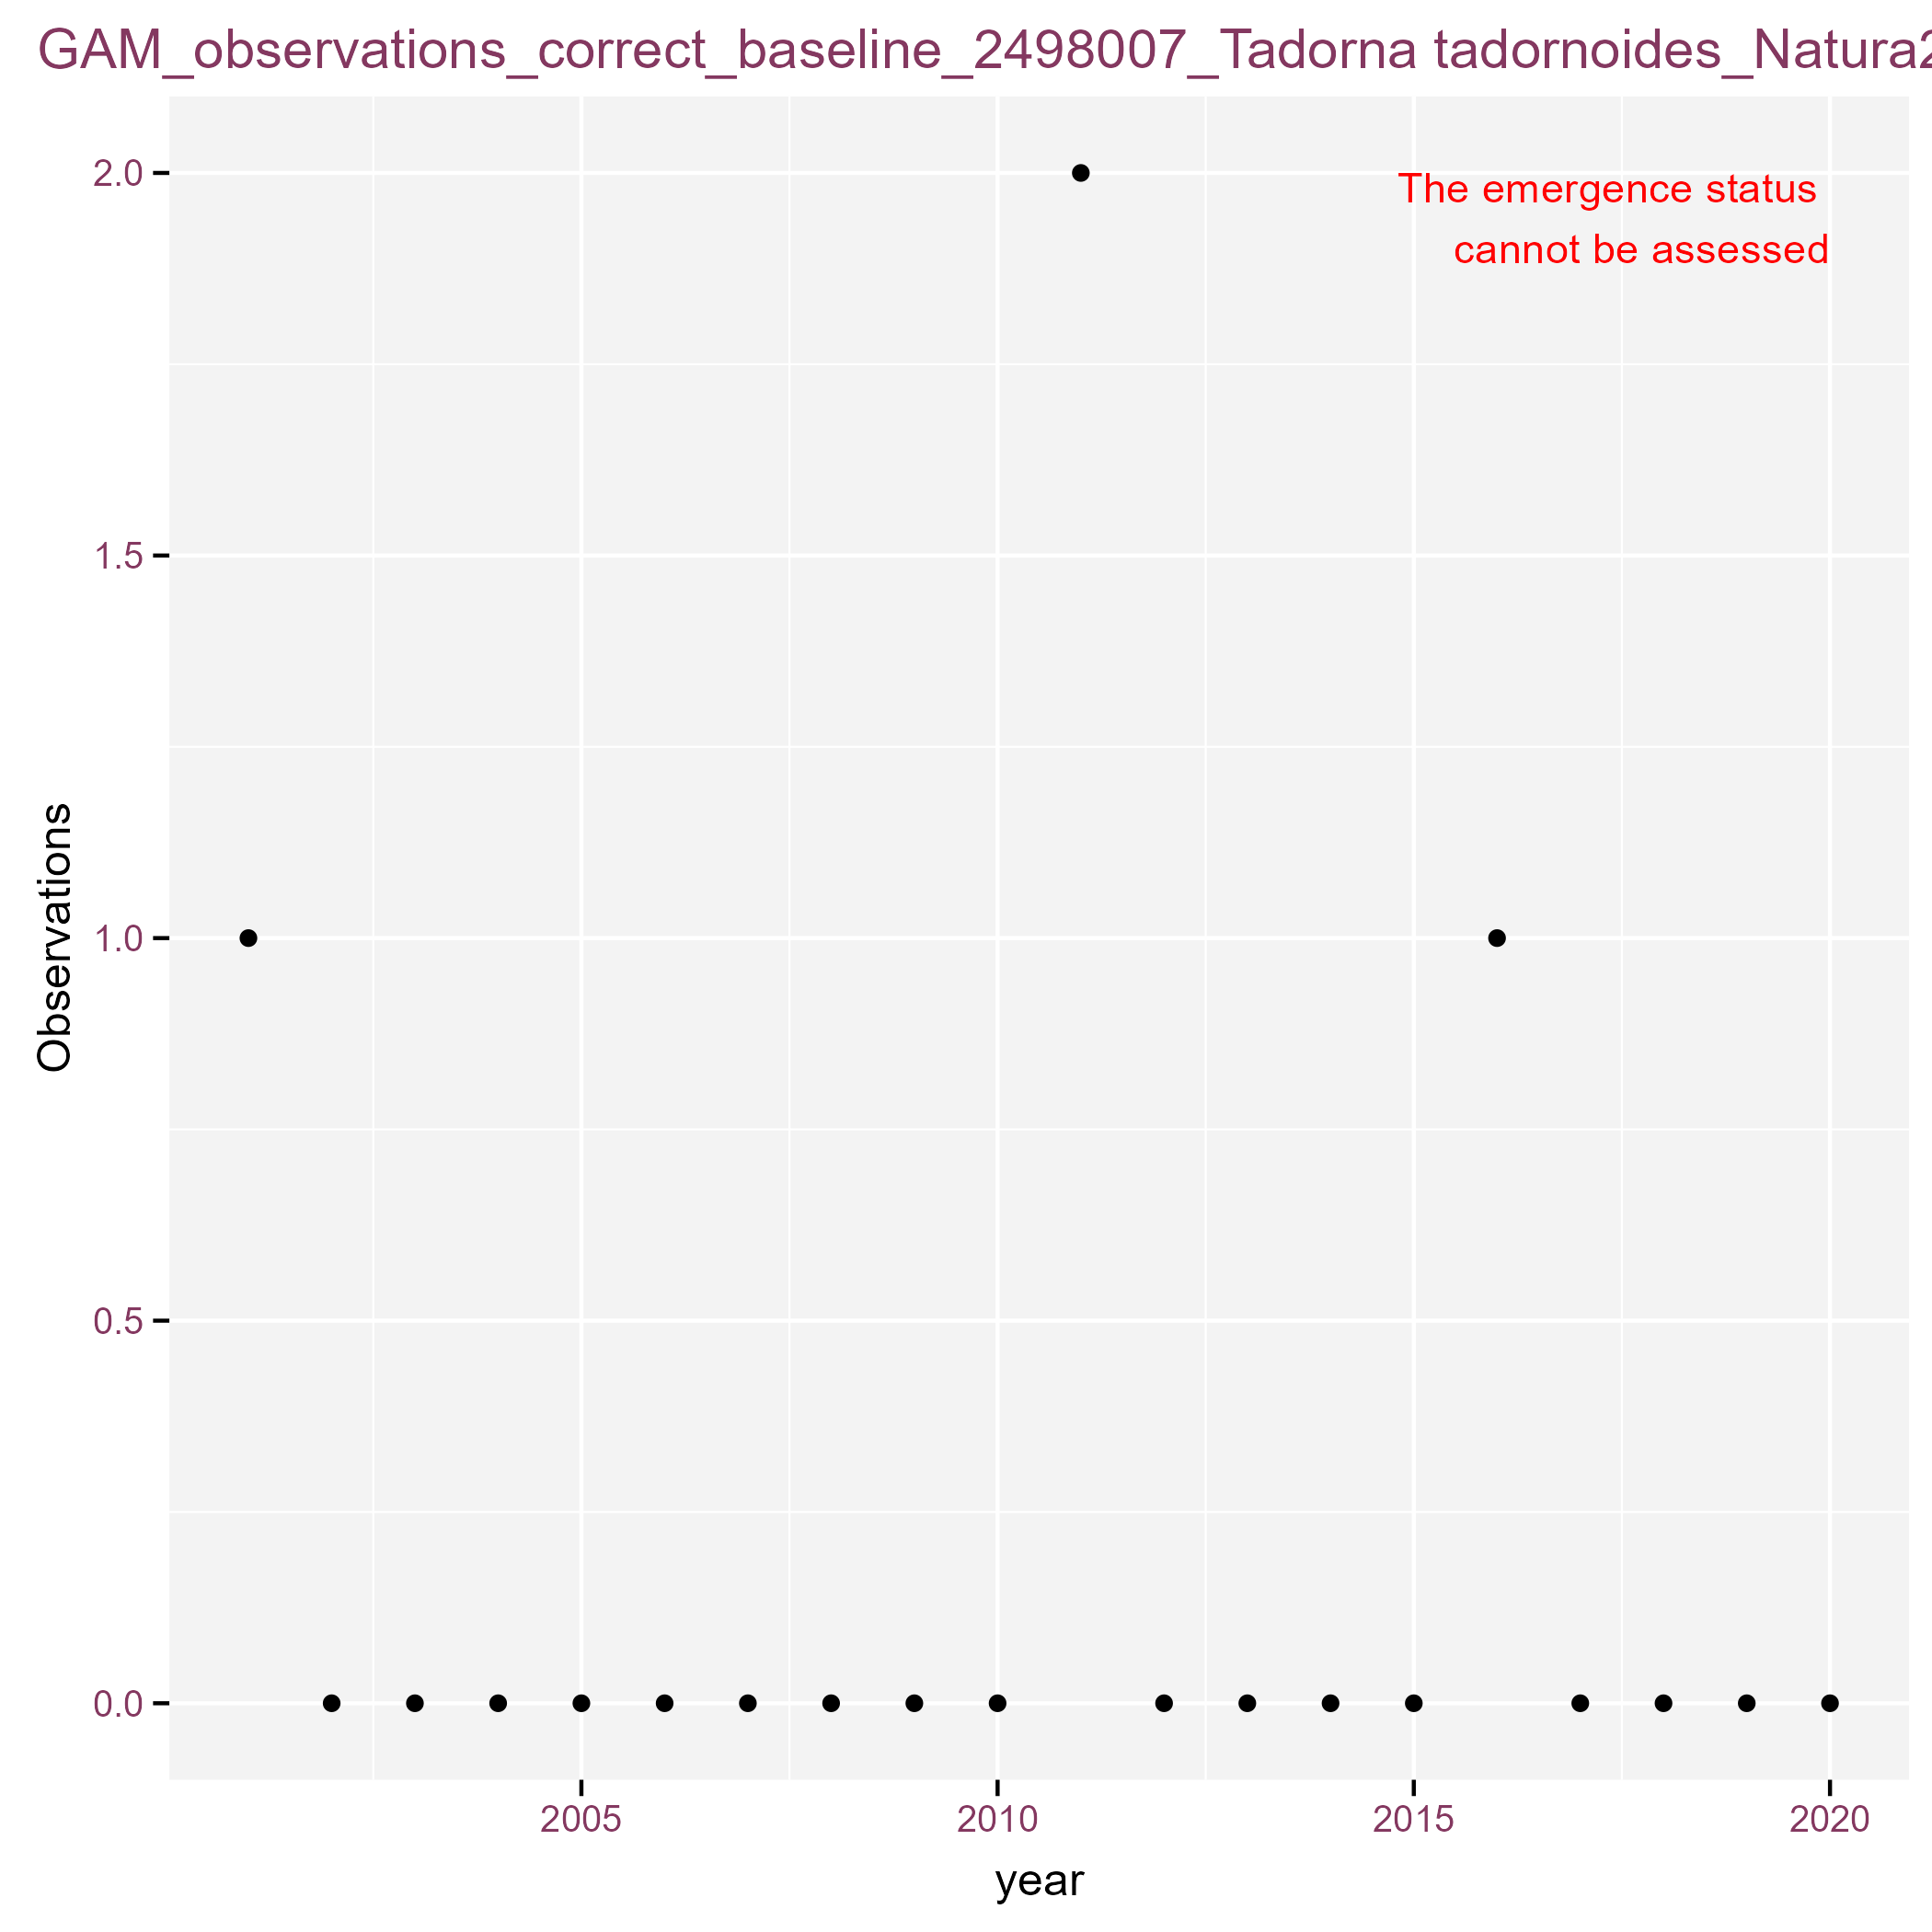 GAM_observations_correct_baseline_2498007_Tadorna tadornoides_Natura2
2.0
The emergence status
cannot be assessed
1.5
Observations
1.0
0.5
0.0
2005
2010
2015
2020
year